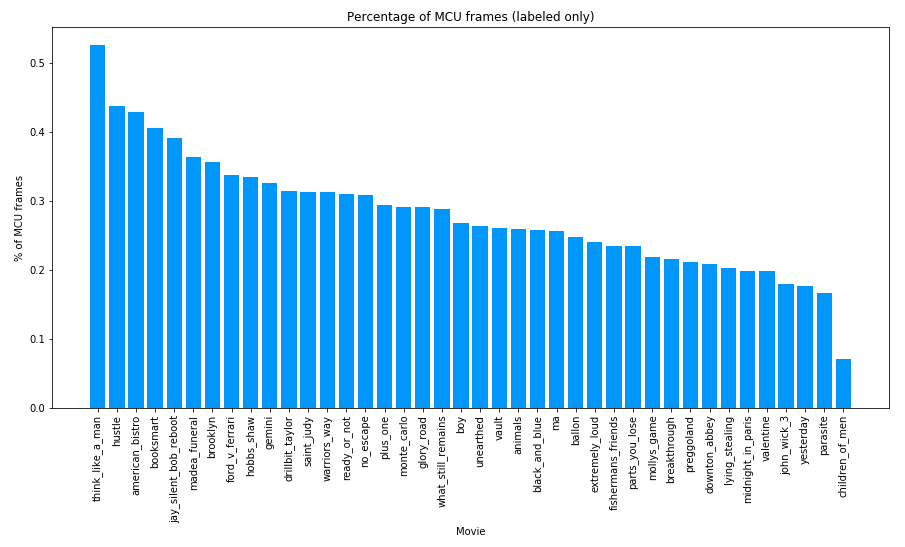 Percentage of MCU frames (labeled only)
% of MCU frames
0.5
0.4
0.3
0.2
0.1
0.0
think_like_a_man
hustle
american_bistro
booksmart
jay_silent_bob_reboot
madea_funeral
brooklyn
ford_v_ferrari
hobbs_shaw
gemini
drillbit_taylor
saint_judy
warriors_way
ready_or_not
no_escape
plus_one
monte_carlo
glory_road
what_still_remains
boy
unearthed
vault
animals
black_and_blue
ma
ballon
extremely_loud
fishermans_friends
parts_you_lose
mollys_game
breakthrough
preggoland
downton_abbey
lying_stealing
midnight_in_paris
valentine
john_wick_3
yesterday
parasite
children_of_men
Movie